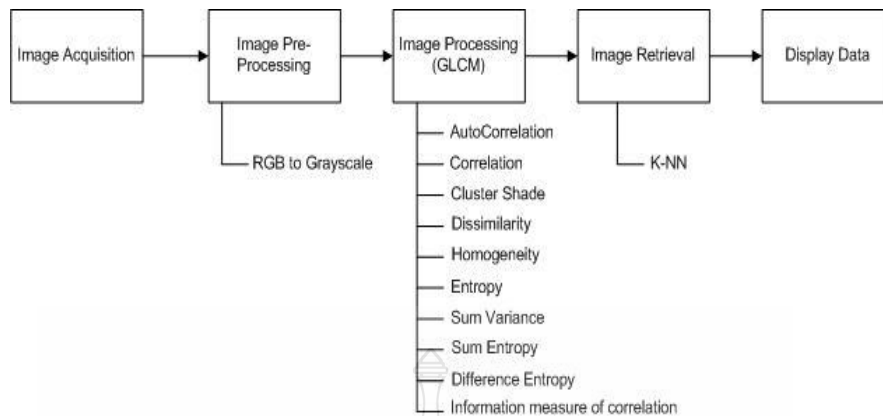 Image Acquisition
Image Pre-
Processing
Image Processing
(GLCM)
Image Retrieval
Display Data
RGB to Grayscale
AutoCorrelation
Correlation
Cluster Shade
Dissimilarity
Homogeneity
Entropy
Sum Variance
Sum Entropy
Difference Entropy
Information measure of correlation
K-NN